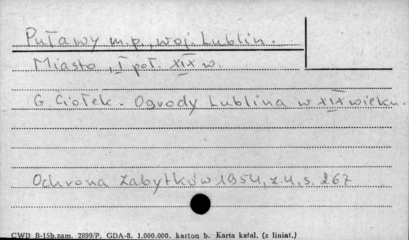 Puławy m.p., woj. Lublin.
Miasto, I poł. XIX w.
G. Ciołek. Ogrody Lublina w XIX wieku.
Ochrona Zabytków 1954, z.4, s. 267
CWD B-15b.zam. 2899/P. GDA-8. 1.000.000. karton b. Karta katal. (z liniat.)